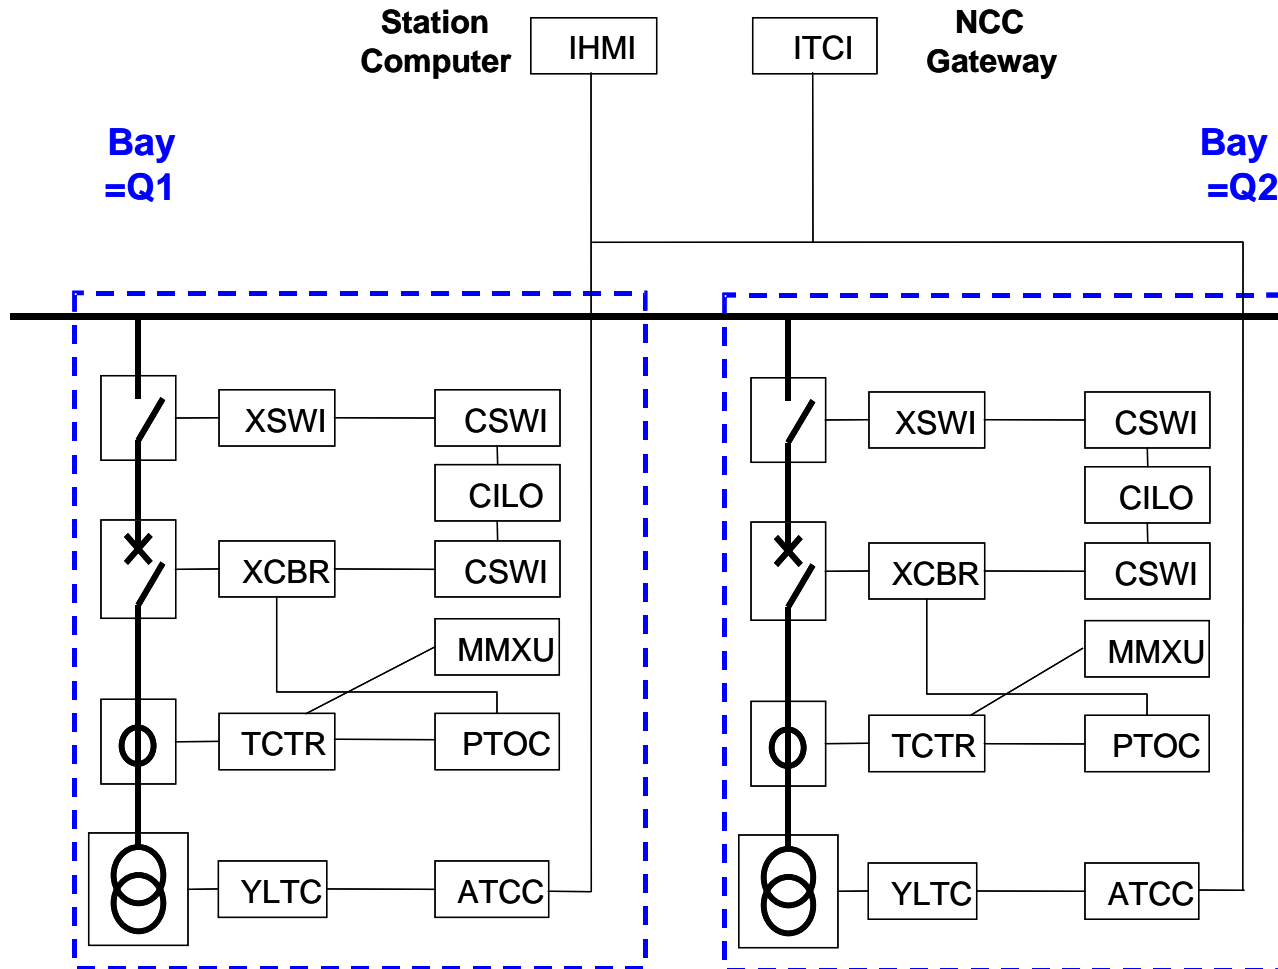 Station
Computer
IHMI
ITCI
NCC
Gateway
Bay
=Q1
Bay
=Q2
XSWI
CSWI
CILO
XCBR
CSWI
MMXU
TCTR
PTOC
YLTC
ATCC
XSWI
CSWI
CILO
XCBR
CSWI
MMXU
TCTR
PTOC
YLTC
ATCC